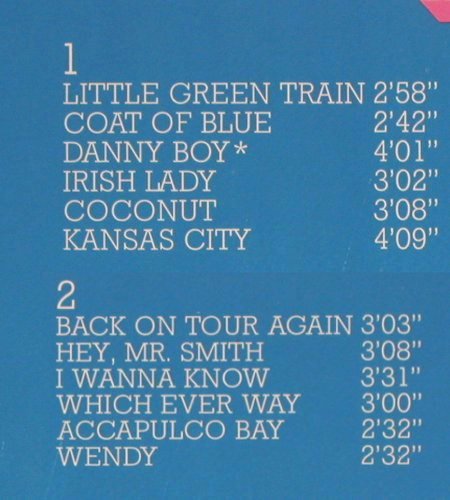 1
LITTLE GREEN TRAIN 2'58"
COAT OF BLUE 2'42"
DANNY BOY* 4'01"
IRISH LADY 3'02"
COCONUT 3'08"
KANSAS CITY 4'09"
2
BACK ON TOUR AGAIN 3'03"
HEY, MR. SMITH 3'08"
I WANNA KNOW 3'31"
WHICH EVER WAY 3'00"
ACCAPULCO BAY 2'32"
WENDY 2'32"